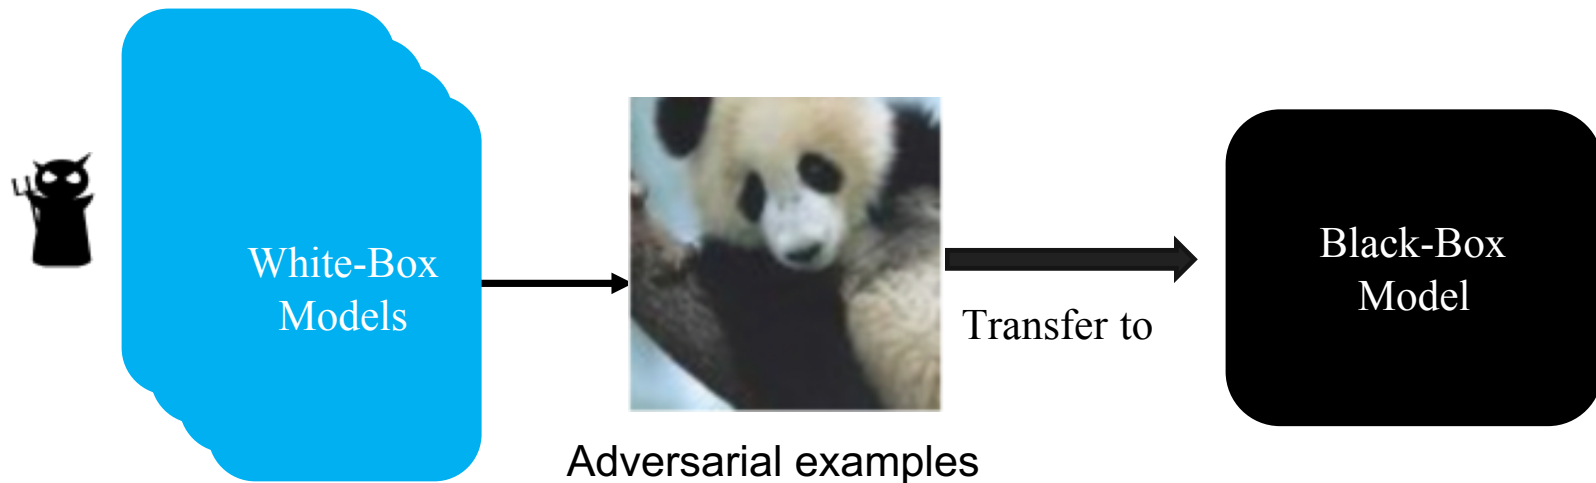 White-Box
Models
Adversarial examples
Transfer to
Black-Box
Model